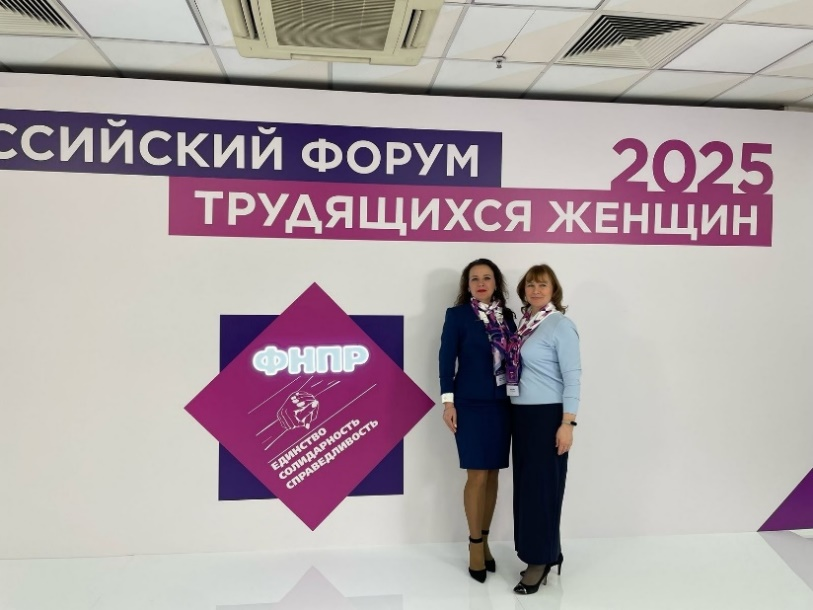 ССИЙСКИЙ ФОРУМ
2025
ТРУДЯЩИХСЯ ЖЕНЩИН
ФНПР
ЕДИНСТВО
СОЛИДАРНОСТЬ
СПРАВЕДЛИВОСТЬ